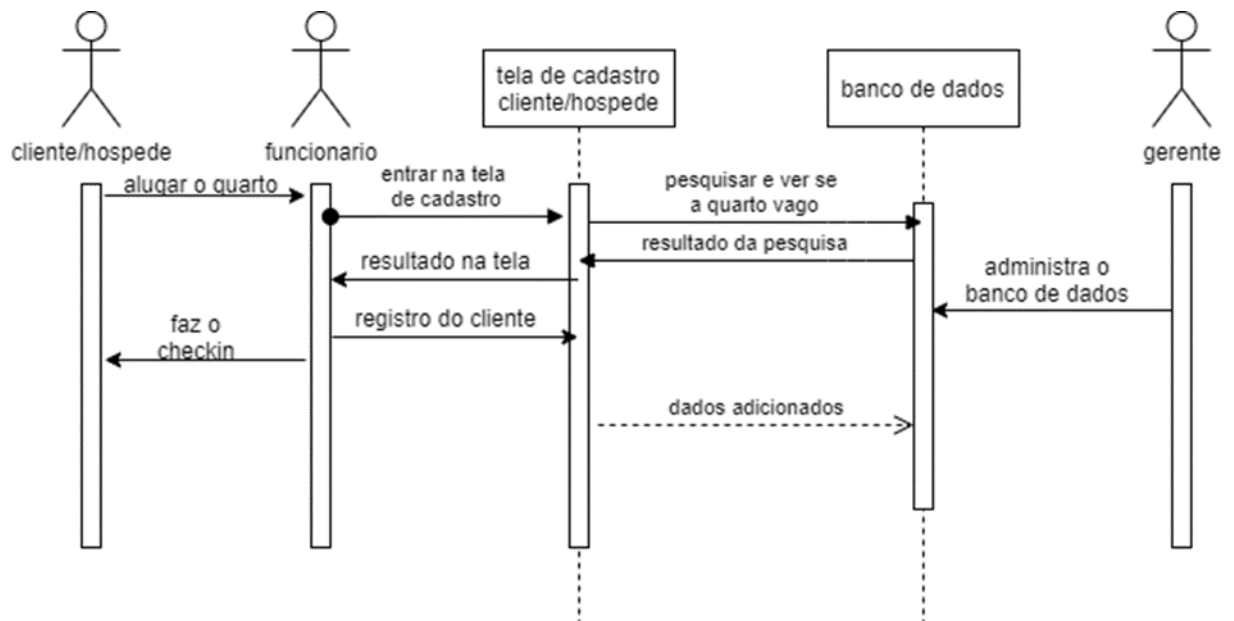 tela de cadastro
cliente/hospede
banco de dados
cliente/hospede
funcionario
gerente
alugar o quarto
entrar na tela
de cadastro
pesquisar e ver se
a quarto vago
resultado da pesquisa
resultado na tela
administra o
banco de dados
registro do cliente
faz o
checkin
dados adicionados